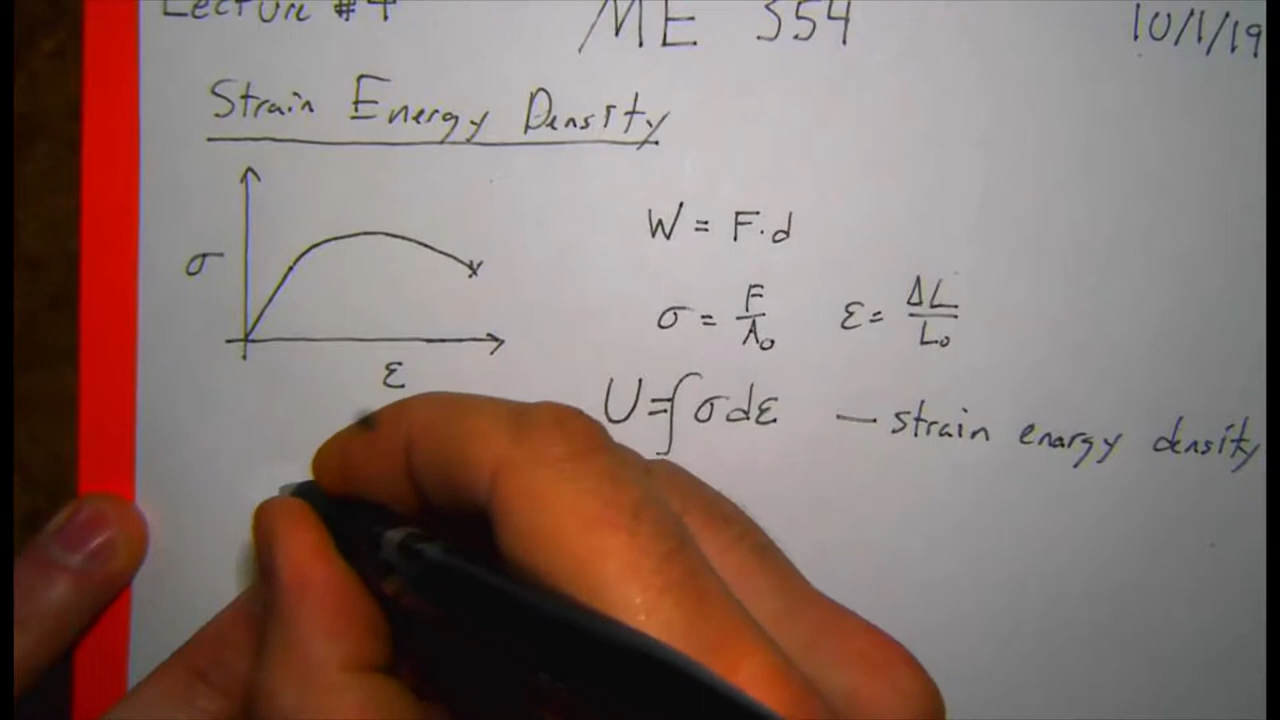 Lecture #4
ME 354
10/1/19
Strain Energy Density
σ
ε
W = F·d
σ = F/A₀ ε = ΔL/L₀
U = ∫σdε — strain energy density